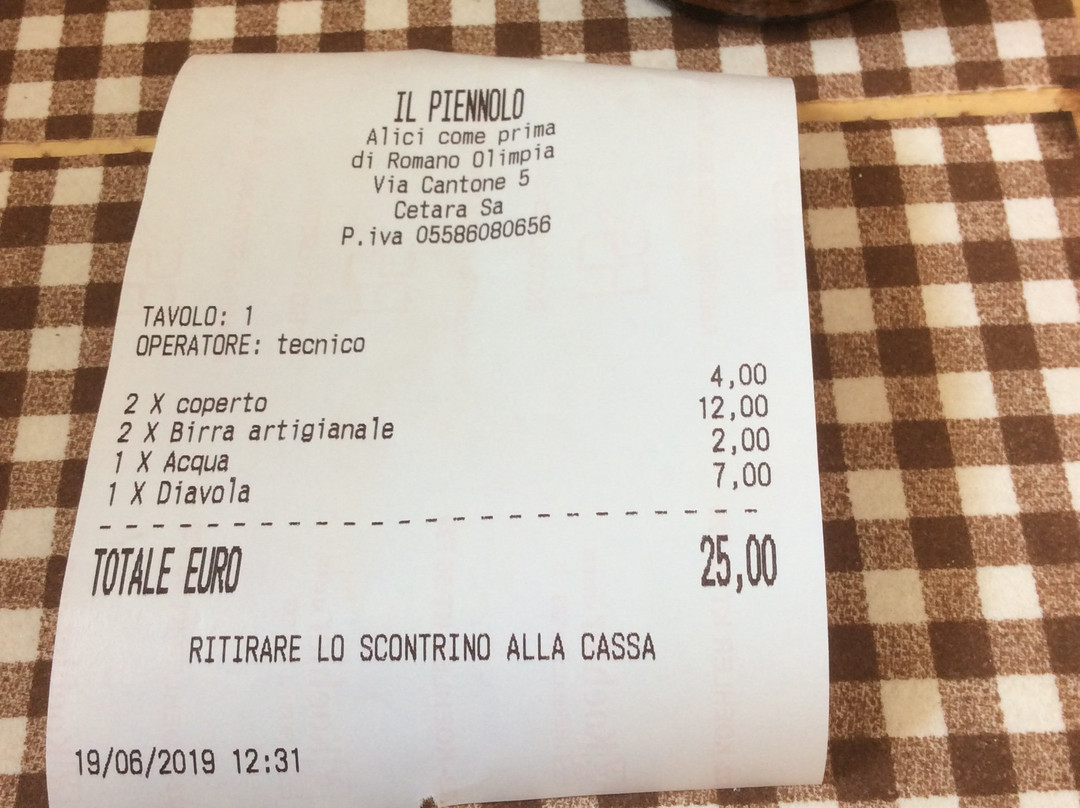 IL PIENNOLO
Alici come prima
di Romano Olimpia
Via Cantone 5
Cetara Sa
P.iva 05586080656
TAVOLO: 1
OPERATORE: tecnico
2 X coperto 4,00
2 X Birra artigianale 12,00
1 X Acqua 2,00
1 X Diavola 7,00
TOTALE EURO 25,00
RITIRARE LO SCONTRINO ALLA CASSA
19/06/2019 12:31